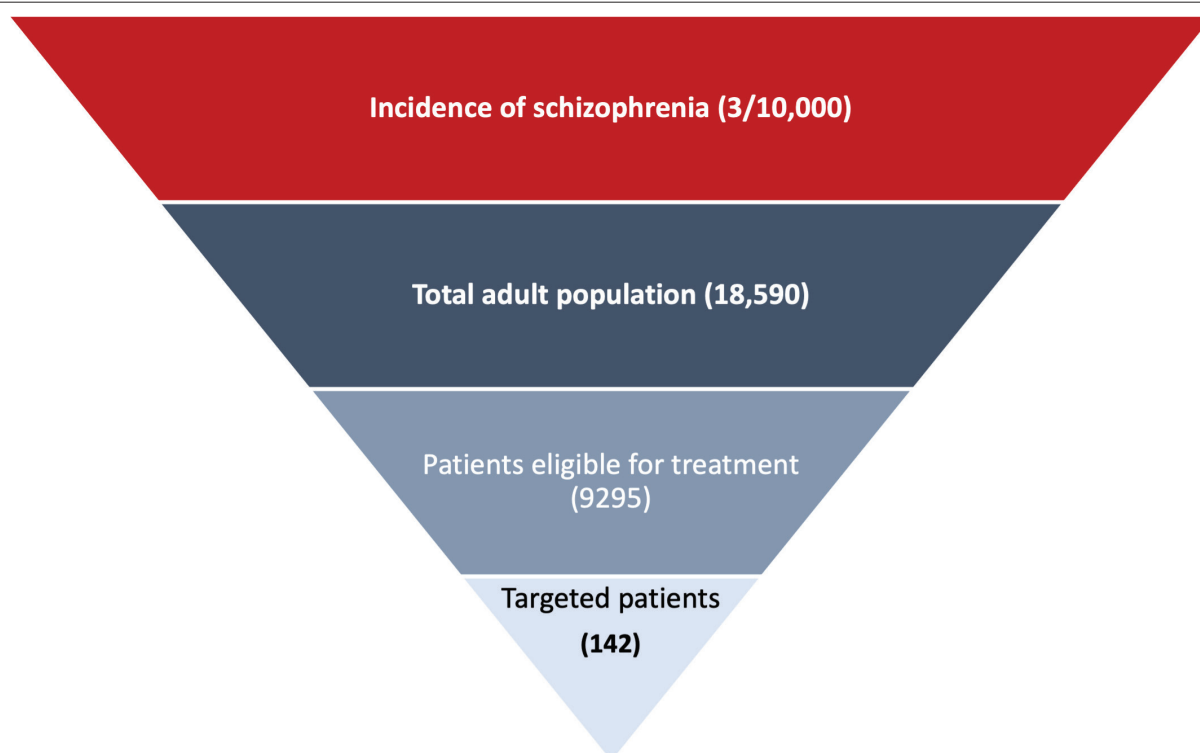 Incidence of schizophrenia (3/10,000)
Total adult population (18,590)
Patients eligible for treatment
(9295)
Targeted patients
(142)